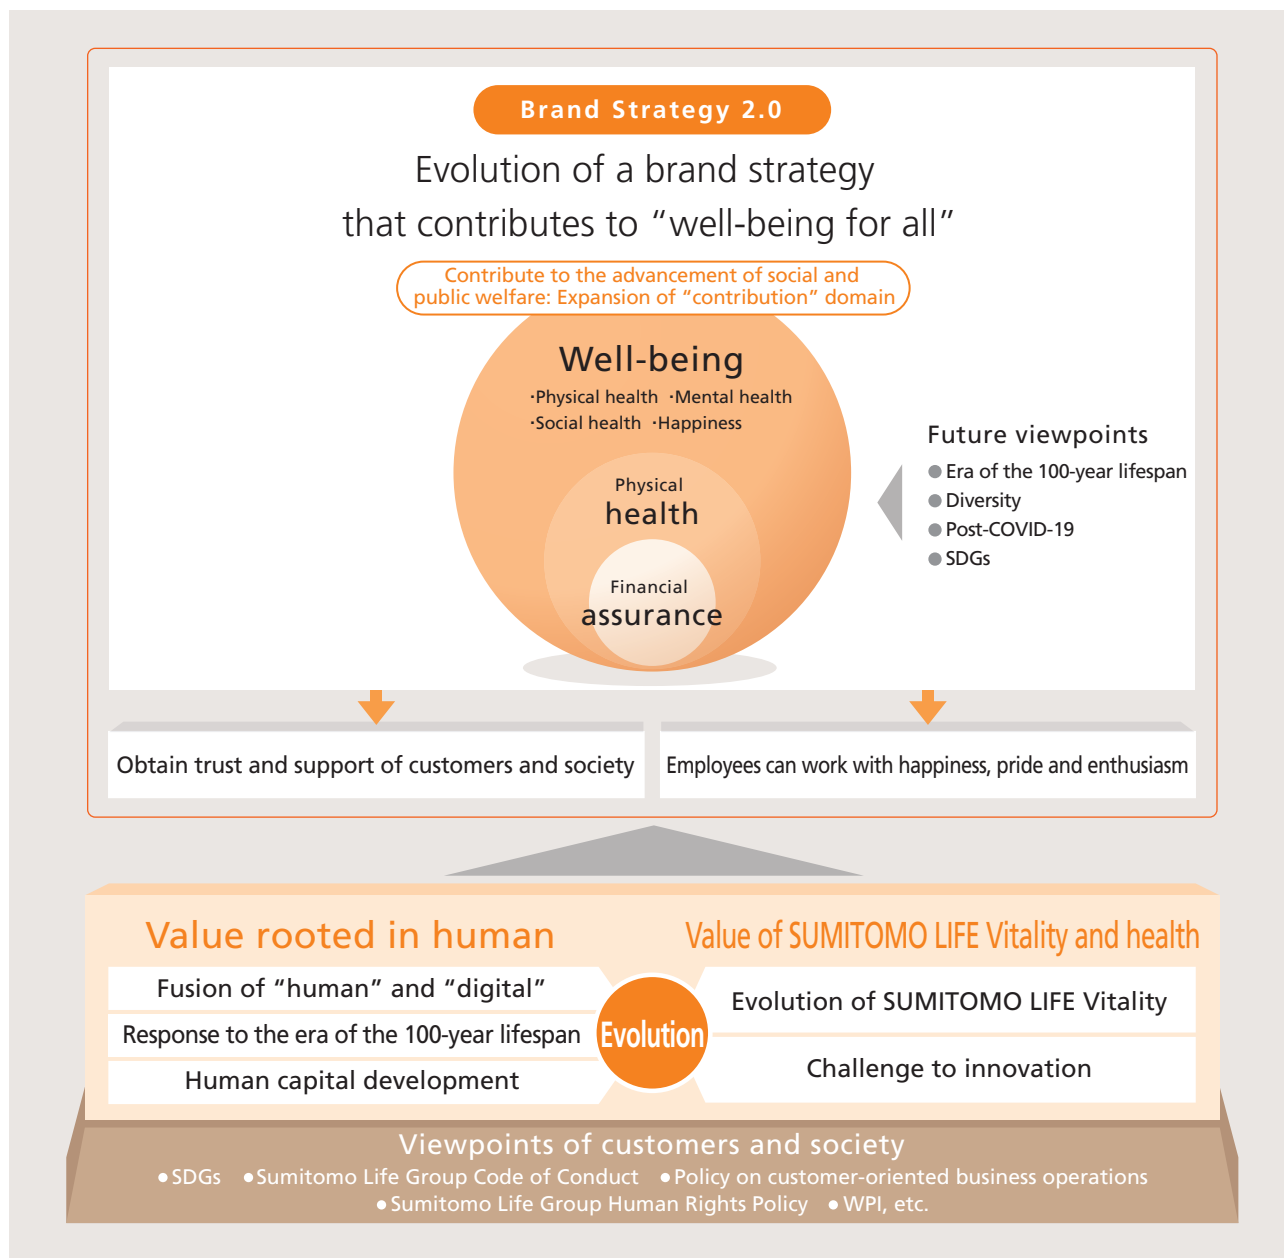 Brand Strategy 2.0
Evolution of a brand strategy
that contributes to “well-being for all”
Contribute to the advancement of social and
public welfare: Expansion of “contribution” domain
Well-being
·Physical health ·Mental health
·Social health ·Happiness
Physical
health
Financial
assurance
Future viewpoints
● Era of the 100-year lifespan
● Diversity
● Post-COVID-19
● SDGs
Obtain trust and support of customers and society
Employees can work with happiness, pride and enthusiasm
Value rooted in human
Fusion of “human” and “digital”
Response to the era of the 100-year lifespan
Human capital development
Evolution
Value of SUMITOMO LIFE Vitality and health
Evolution of SUMITOMO LIFE Vitality
Challenge to innovation
Viewpoints of customers and society
● SDGs ● Sumitomo Life Group Code of Conduct ● Policy on customer-oriented business operations
● Sumitomo Life Group Human Rights Policy ● WPI, etc.